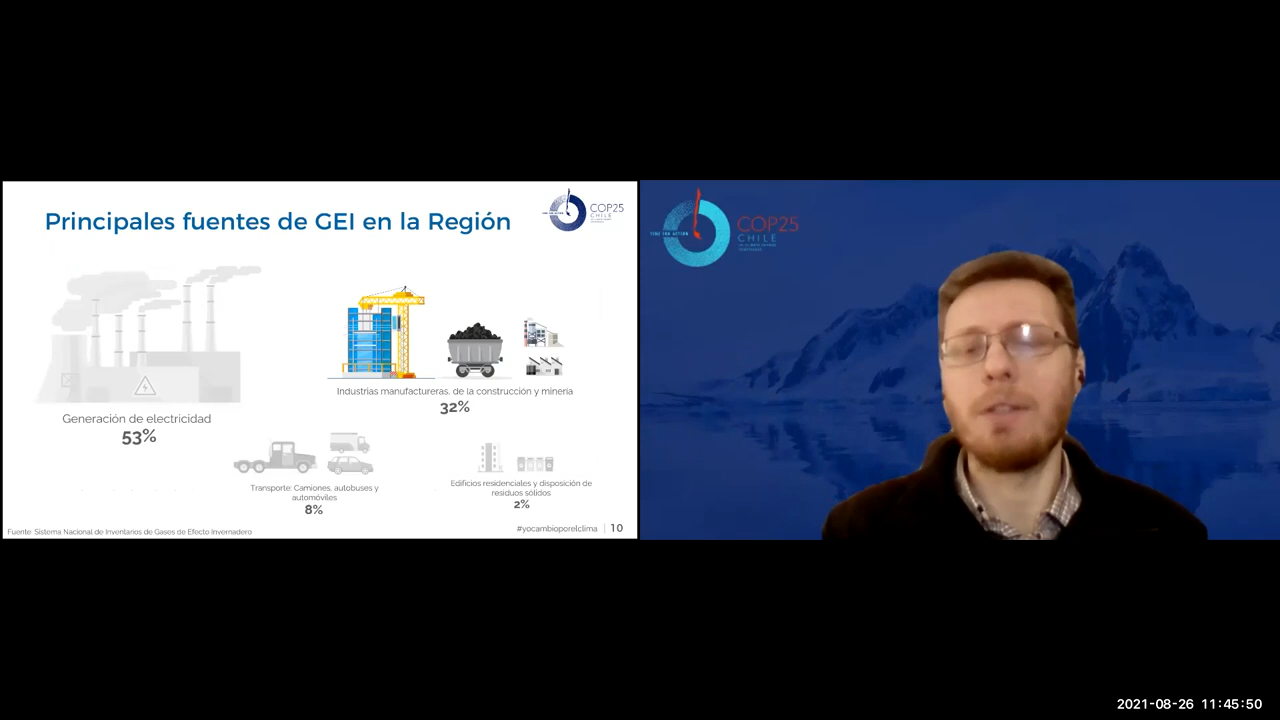 Principales fuentes de GEI en la Región
COP25
CHILE
Generación de electricidad
53%
Industrias manufactureras, de la construcción y minería
32%
Transporte: Camiones, autobuses y
automóviles
8%
Edificios residenciales y disposición de
residuos sólidos
2%
Fuente: Sistema Nacional de Inventarios de Gases de Efecto Invernadero
#yocambioporelclima | 10
TIME FOR ACTION
COP25
CHILE
2021-08-26 11:45:50